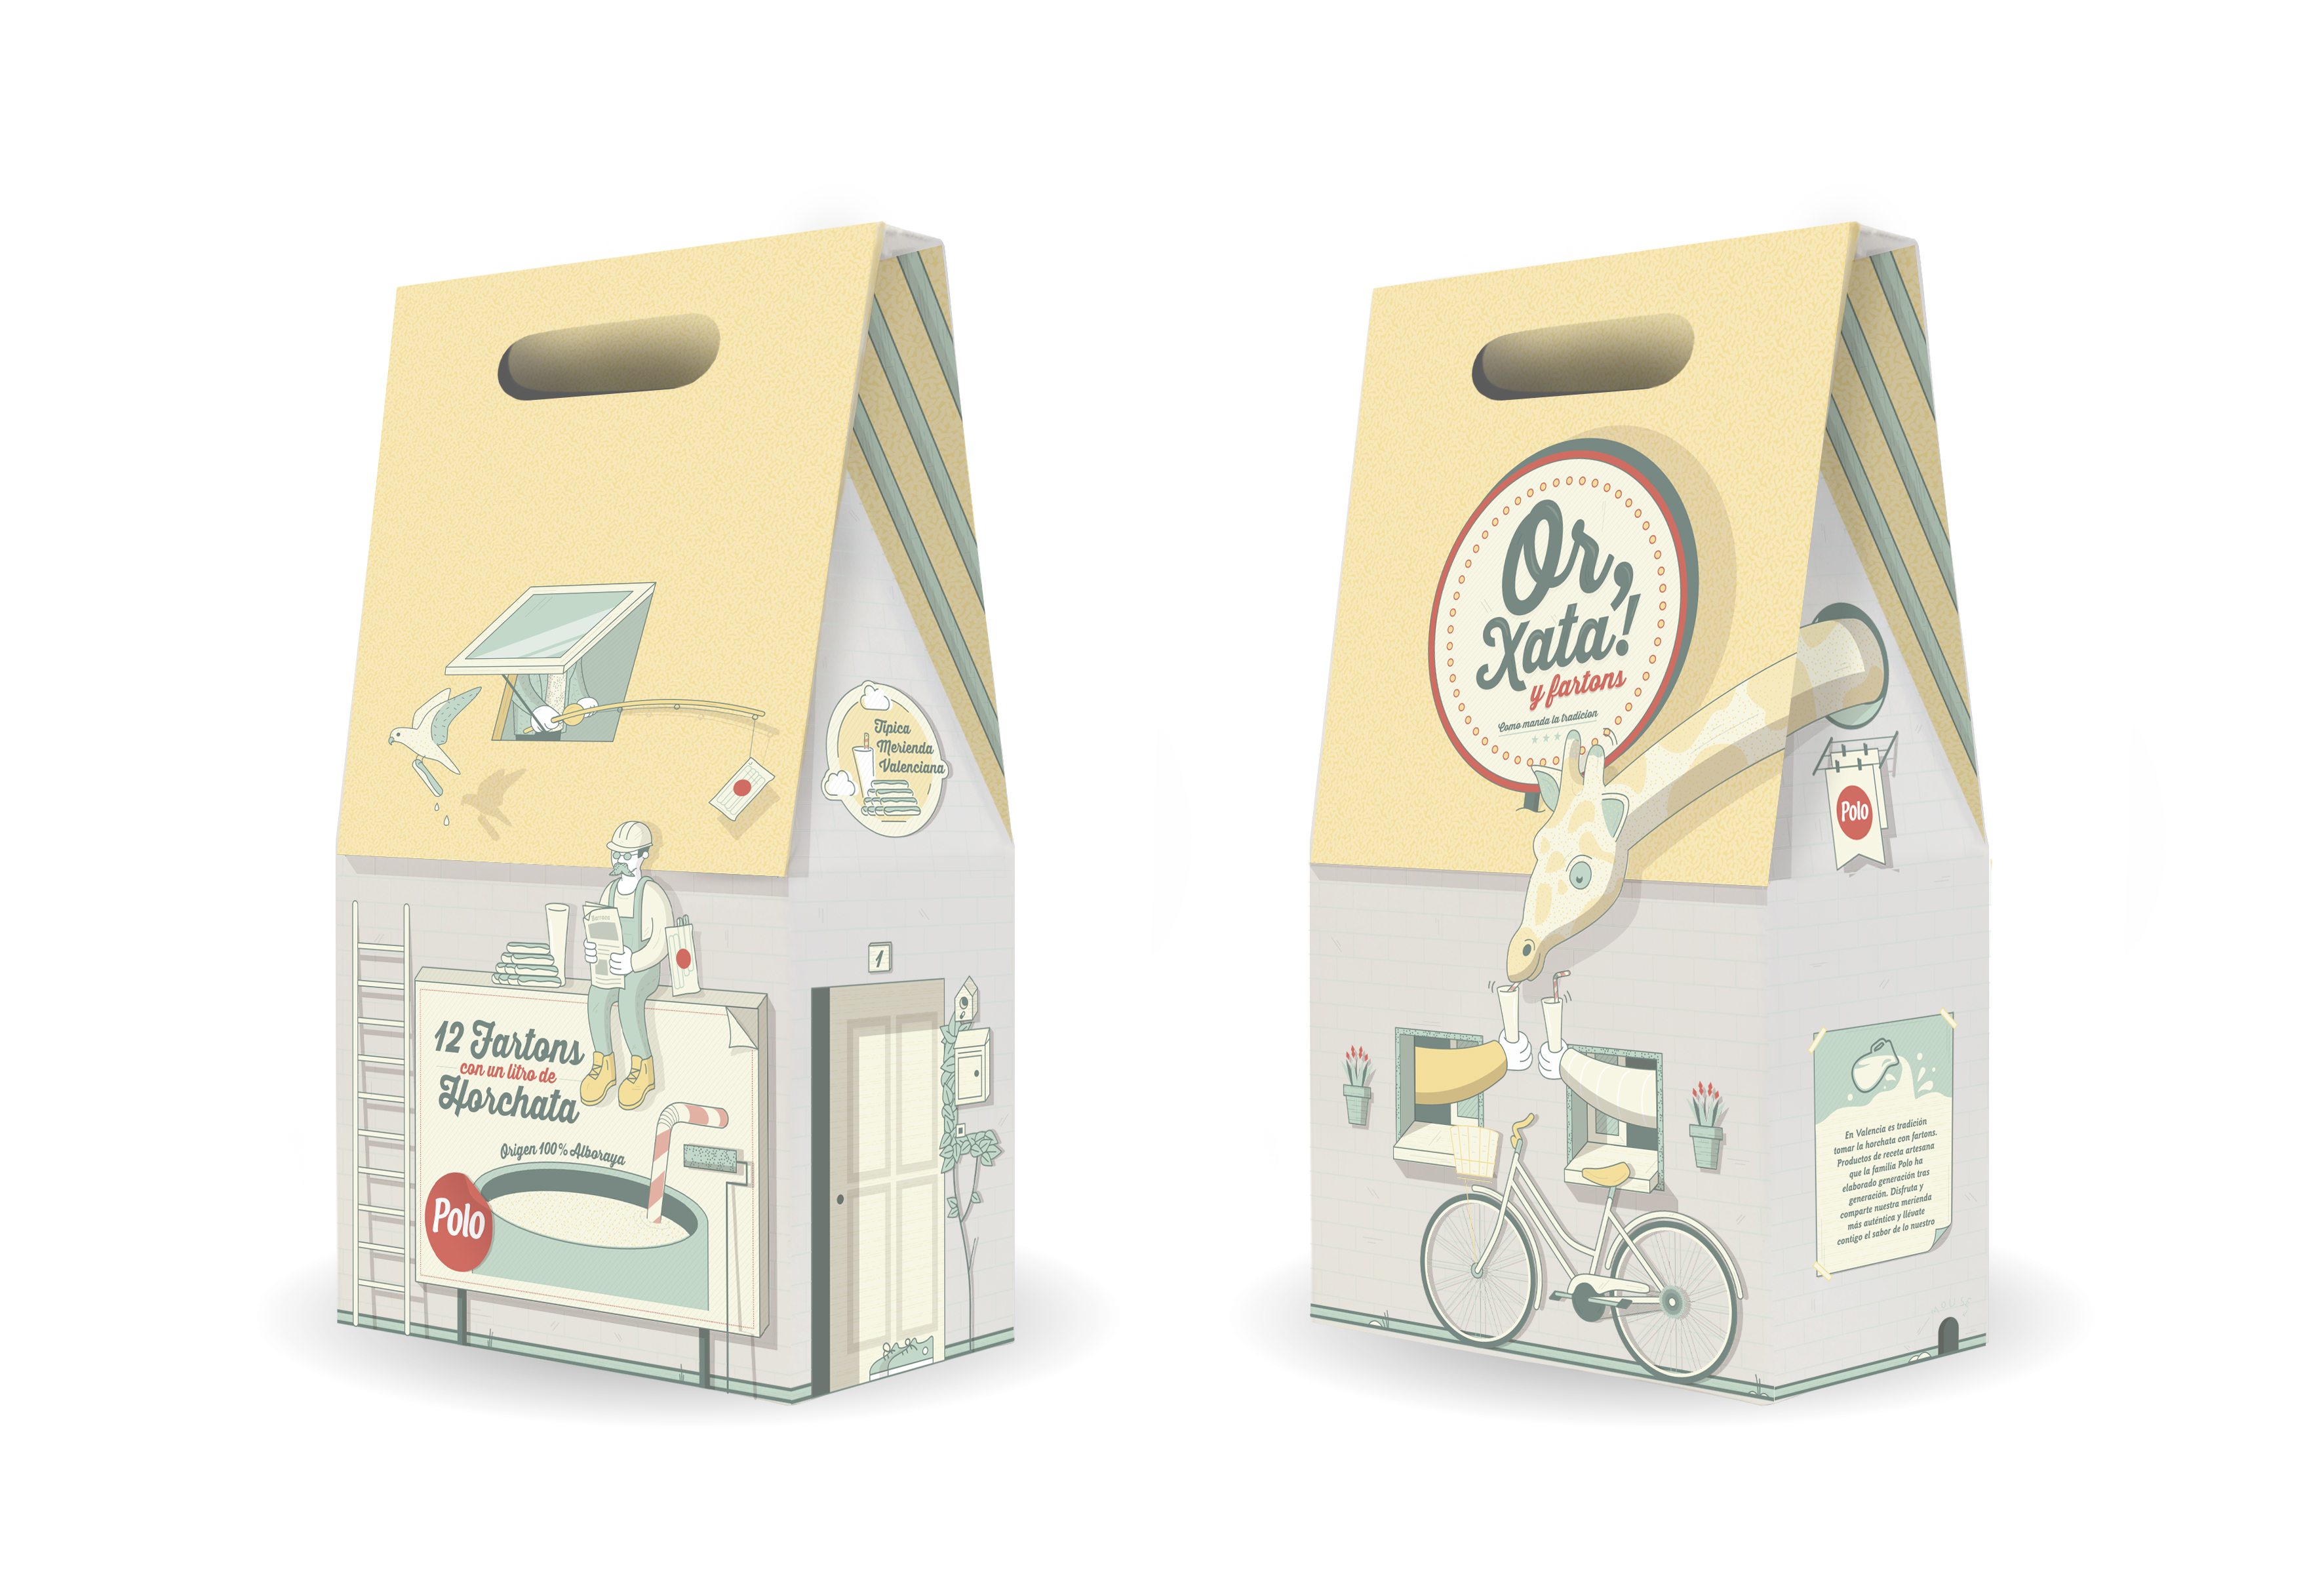 Típica
Merienda
Valenciana
1
12 Fartons
con un litro de
Horchata
Origen 100% Alboraya
Polo
Or,
Xata!
y fartons
Como manda la tradicion
Polo
En Valencia es tradición
tomar la horchata con fartons.
Productos de receta artesana
que la familia Polo ha
elaborado generación tras
generación. Disfruta y
comparte nuestra merienda
más auténtica y llévate
contigo el sabor de lo nuestro